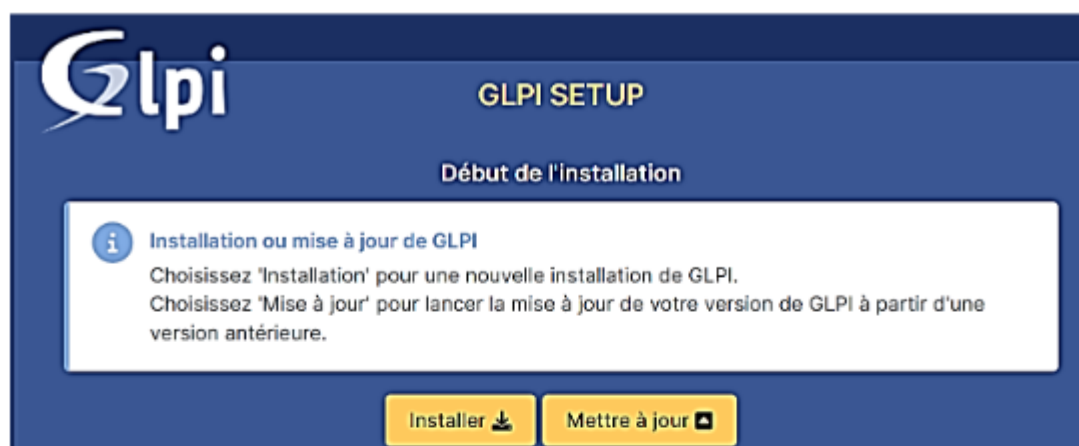 Glpi
GLPI SETUP
Début de l'installation
Installation ou mise à jour de GLPI
Choisissez 'Installation' pour une nouvelle installation de GLPI.
Choisissez 'Mise à jour' pour lancer la mise à jour de votre version de GLPI à partir d'une
version antérieure.
Installer
Mettre à jour